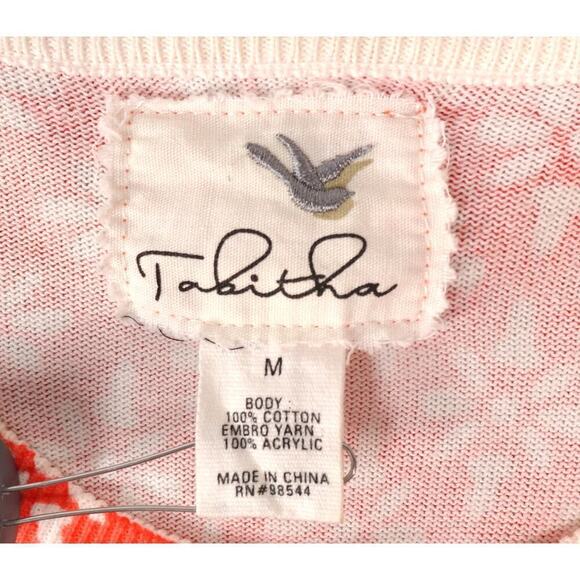 Tabitha
M
BODY:
100% COTTON
EMBRO YARN:
100% ACRYLIC
MADE IN CHINA
RN#98544